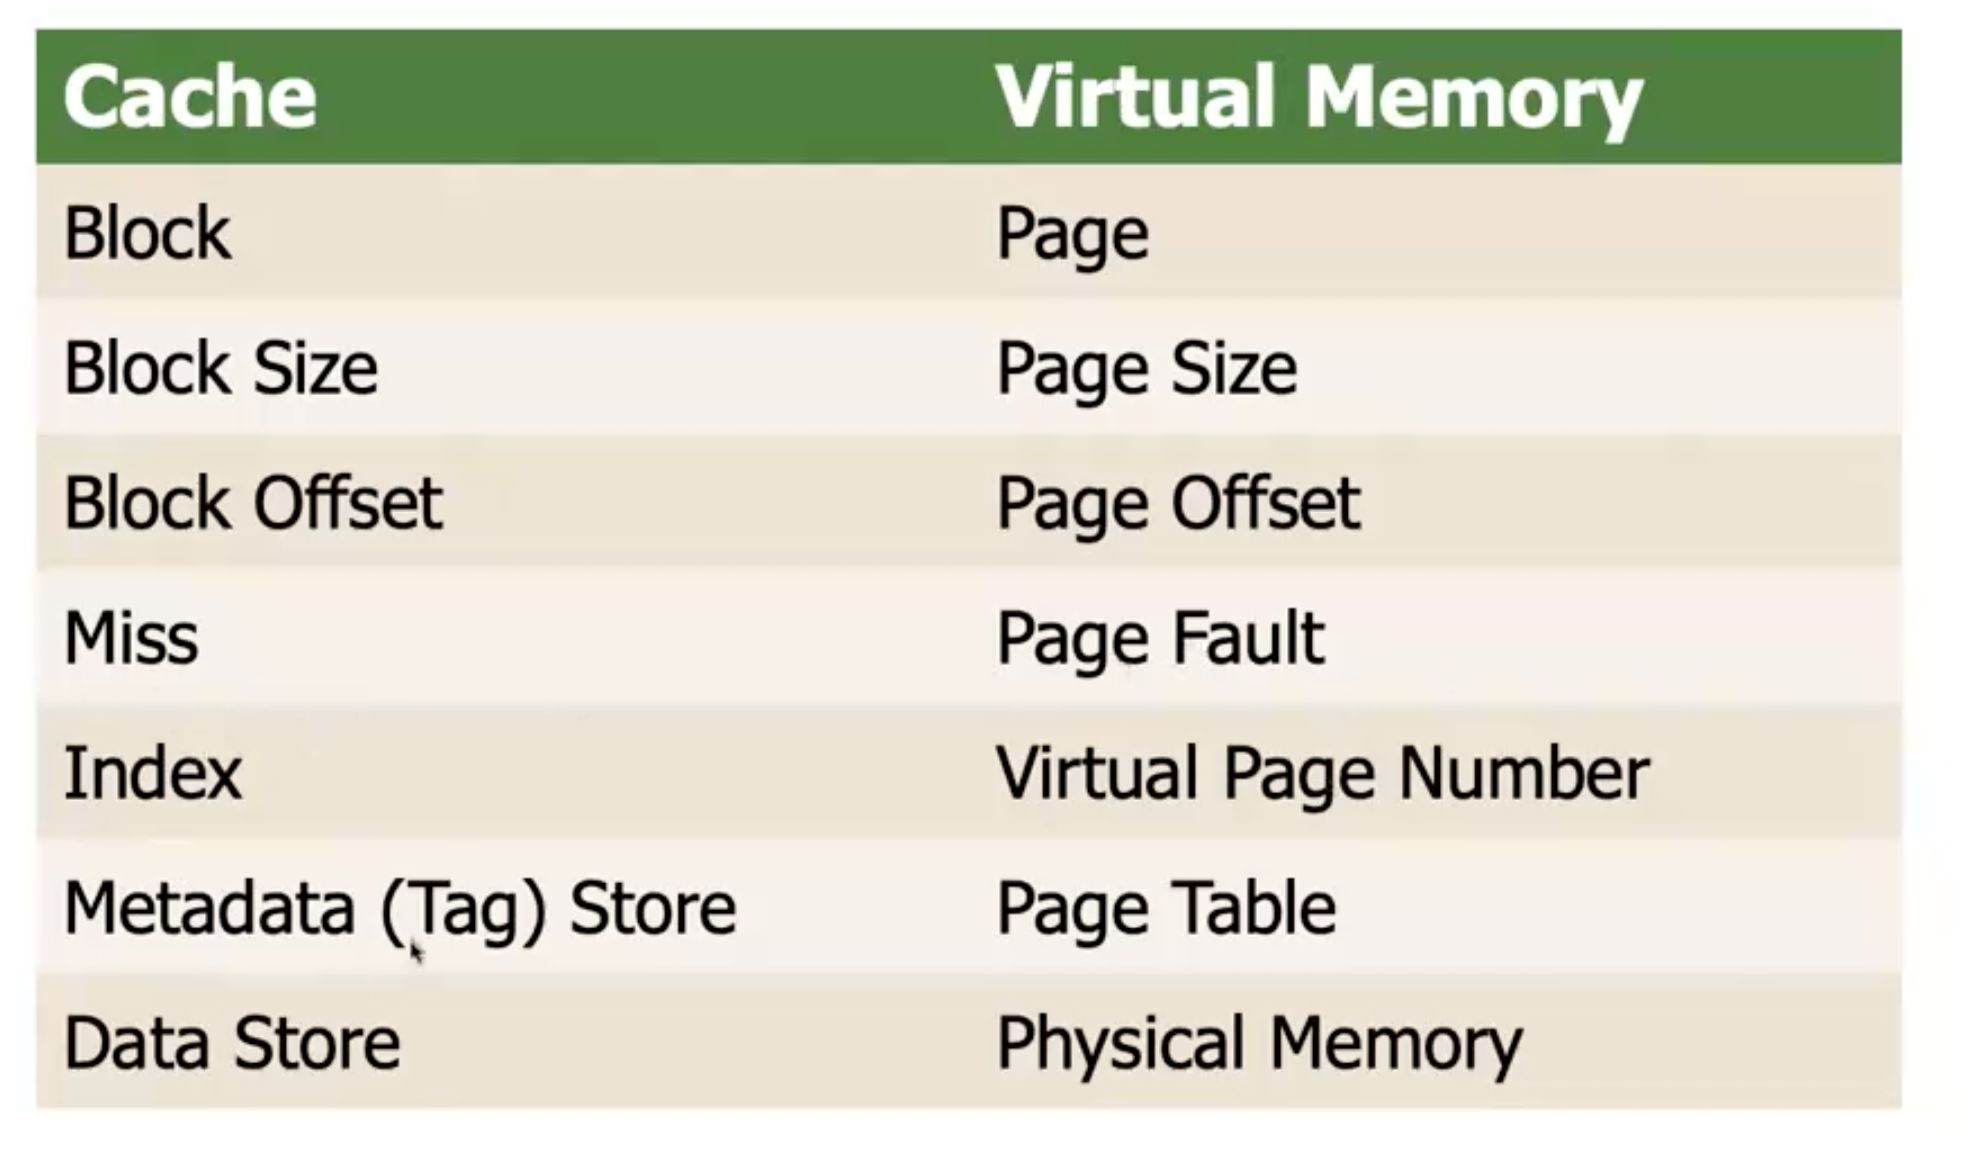 Cache Virtual Memory
Block Page
Block Size Page Size
Block Offset Page Offset
Miss Page Fault
Index Virtual Page Number
Metadata (Tag) Store Page Table
Data Store Physical Memory